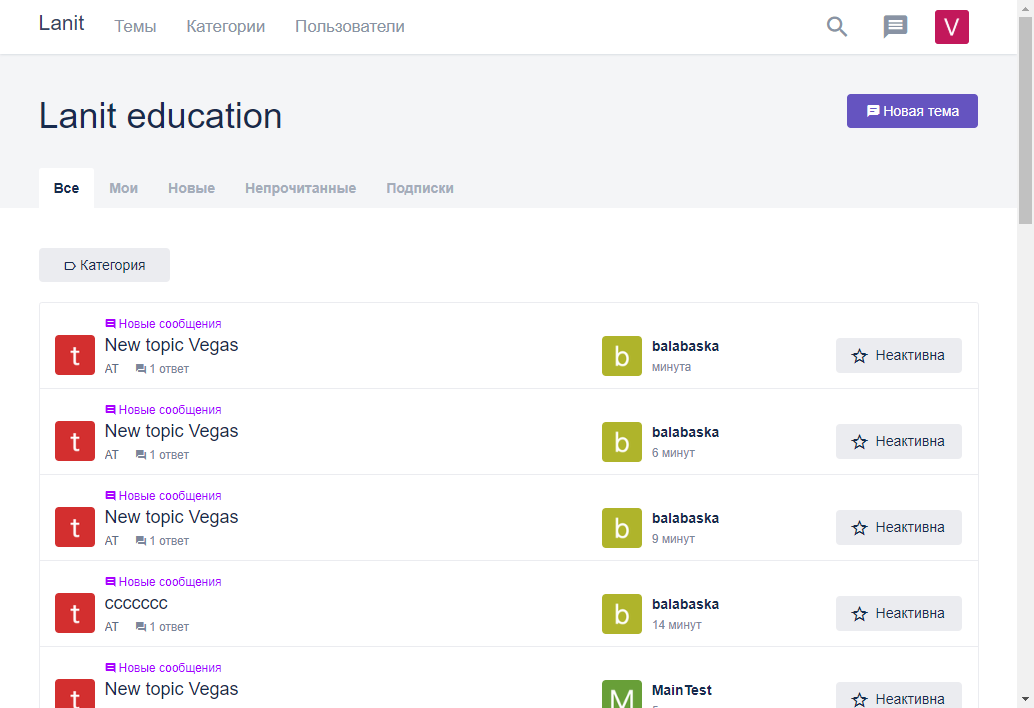 Lanit Темы Категории Пользователи V
Lanit education
Новая тема
Все Мои Новые Непрочитанные Подписки
Категория
Новые сообщения
t New topic Vegas b balabaska Неактивна
AT 1 ответ минута
Новые сообщения
t New topic Vegas b balabaska Неактивна
AT 1 ответ 6 минут
Новые сообщения
t New topic Vegas b balabaska Неактивна
AT 1 ответ 9 минут
Новые сообщения
t ccccccc b balabaska Неактивна
AT 1 ответ 14 минут
Новые сообщения
t New topic Vegas M MainTest Неактивна